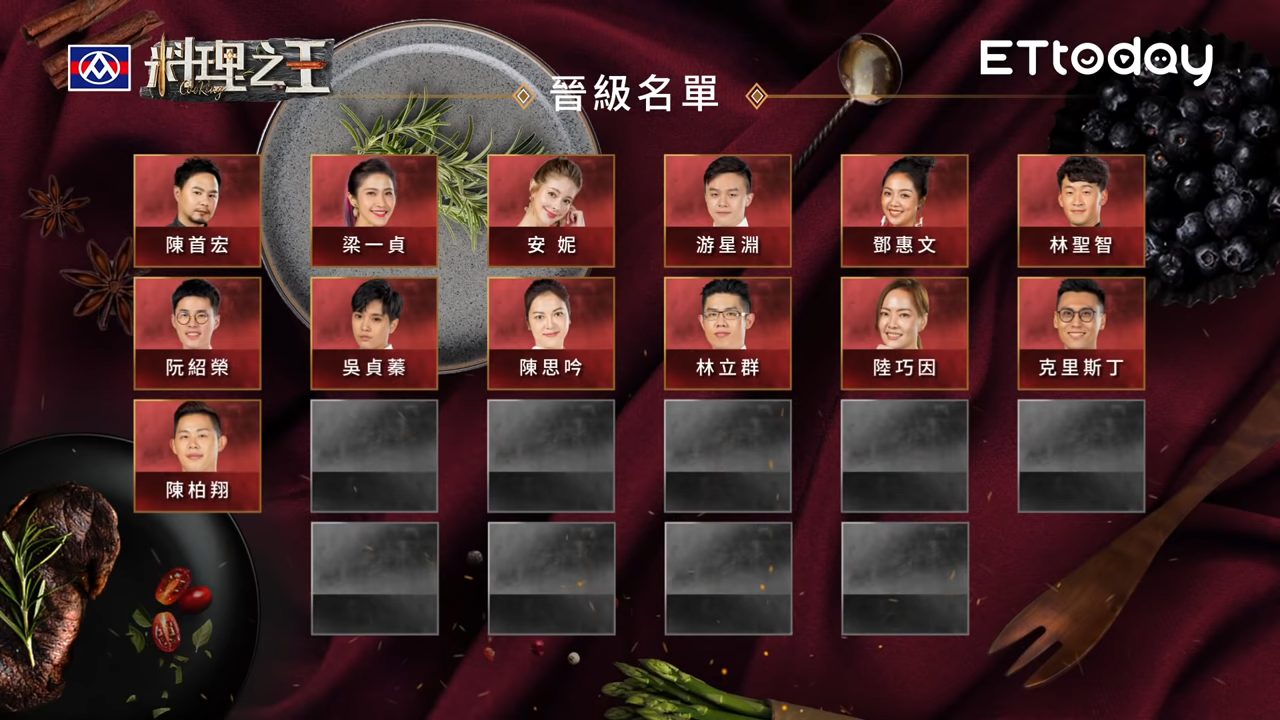 料理之王
CooKing
ETtoday
晉級名單
陳首宏
梁一貞
安 妮
游星淵
鄧惠文
林聖智
阮紹榮
吳貞蓁
陳思吟
林立群
陸巧因
克里斯丁
陳柏翔